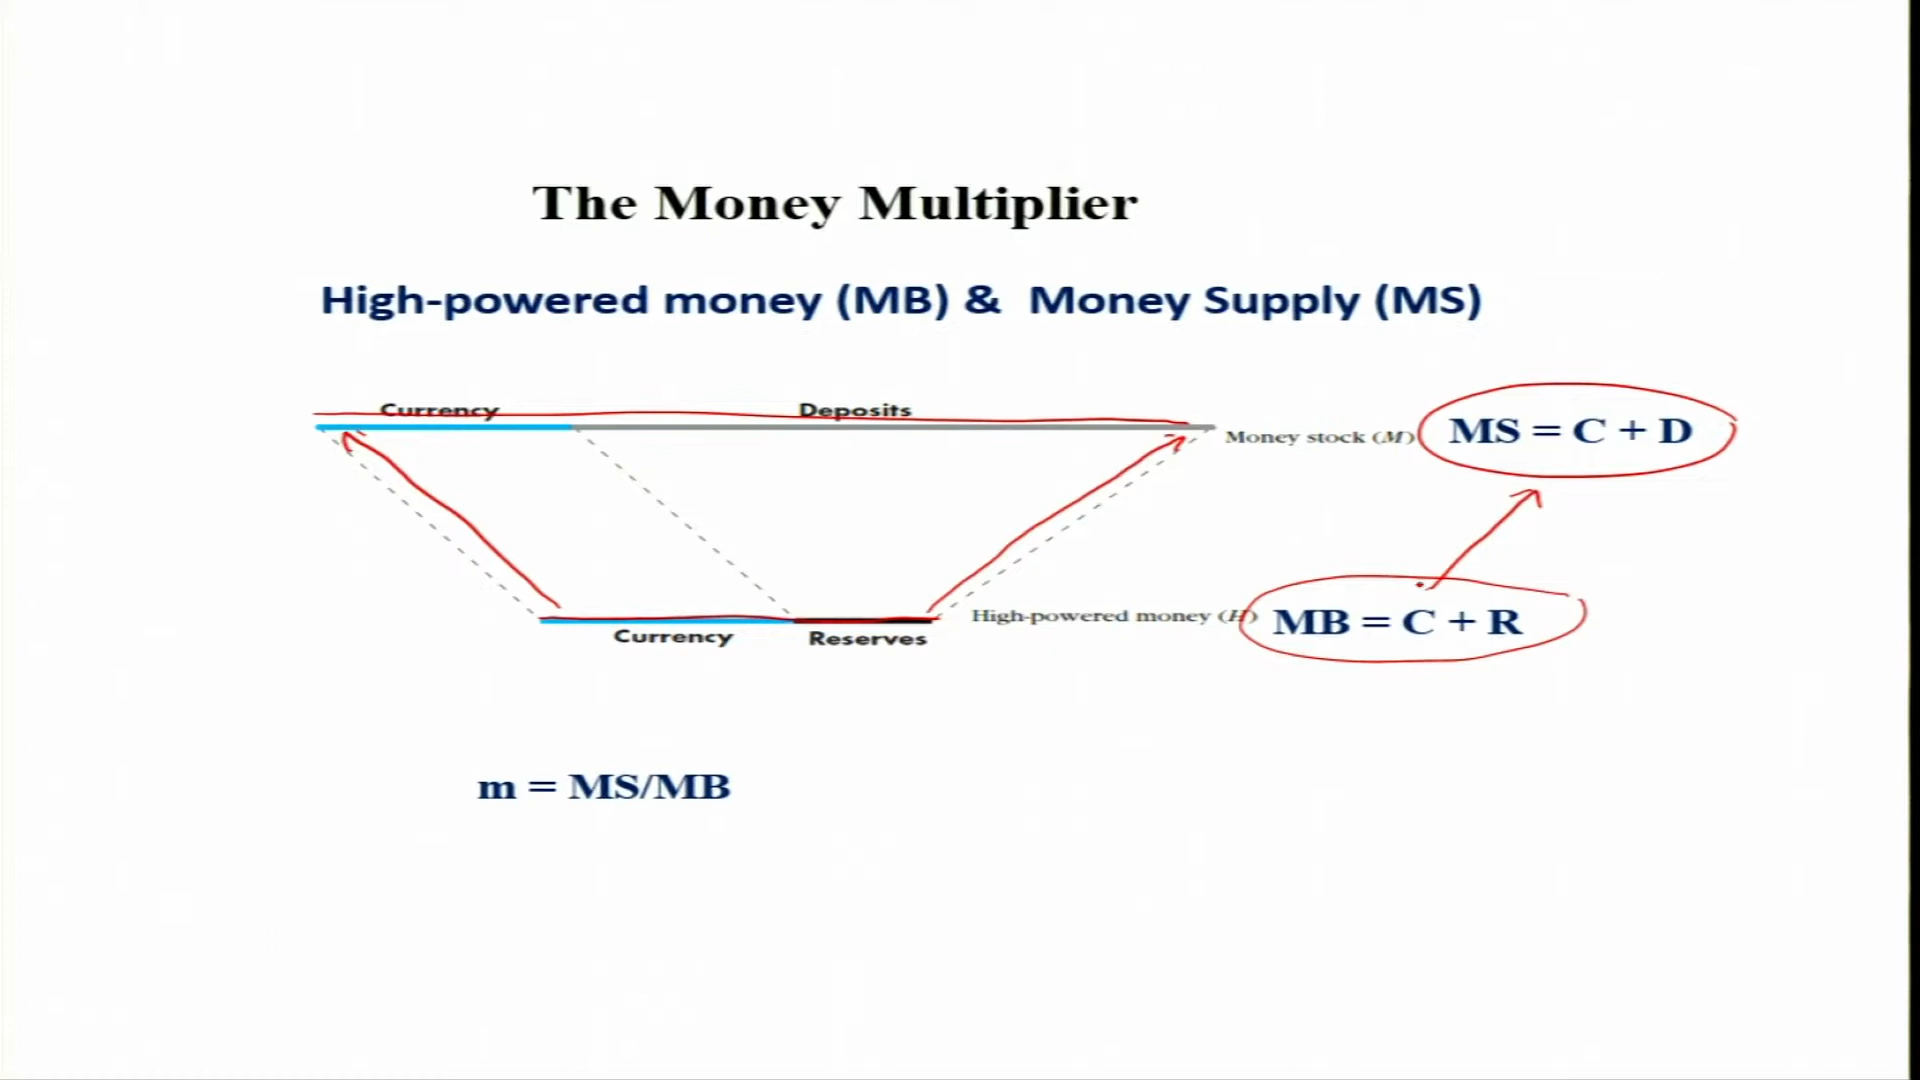 The Money Multiplier
High-powered money (MB) & Money Supply (MS)
Currency Deposits
Money stock (M) MS = C + D
High-powered money (H) MB = C + R
Currency Reserves
m = MS/MB